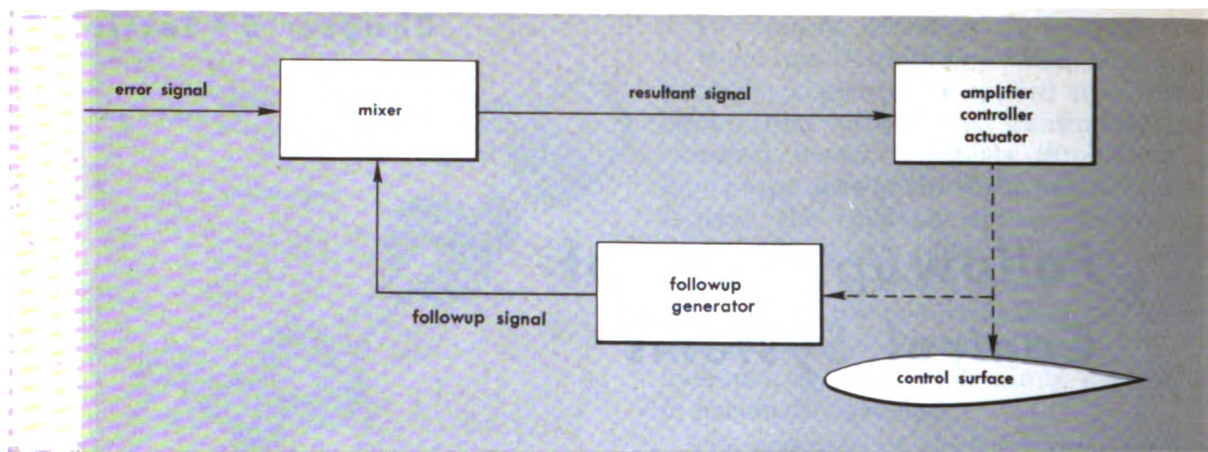 error signal
mixer
resultant signal
amplifier
controller
actuator
followup signal
followup
generator
control surface